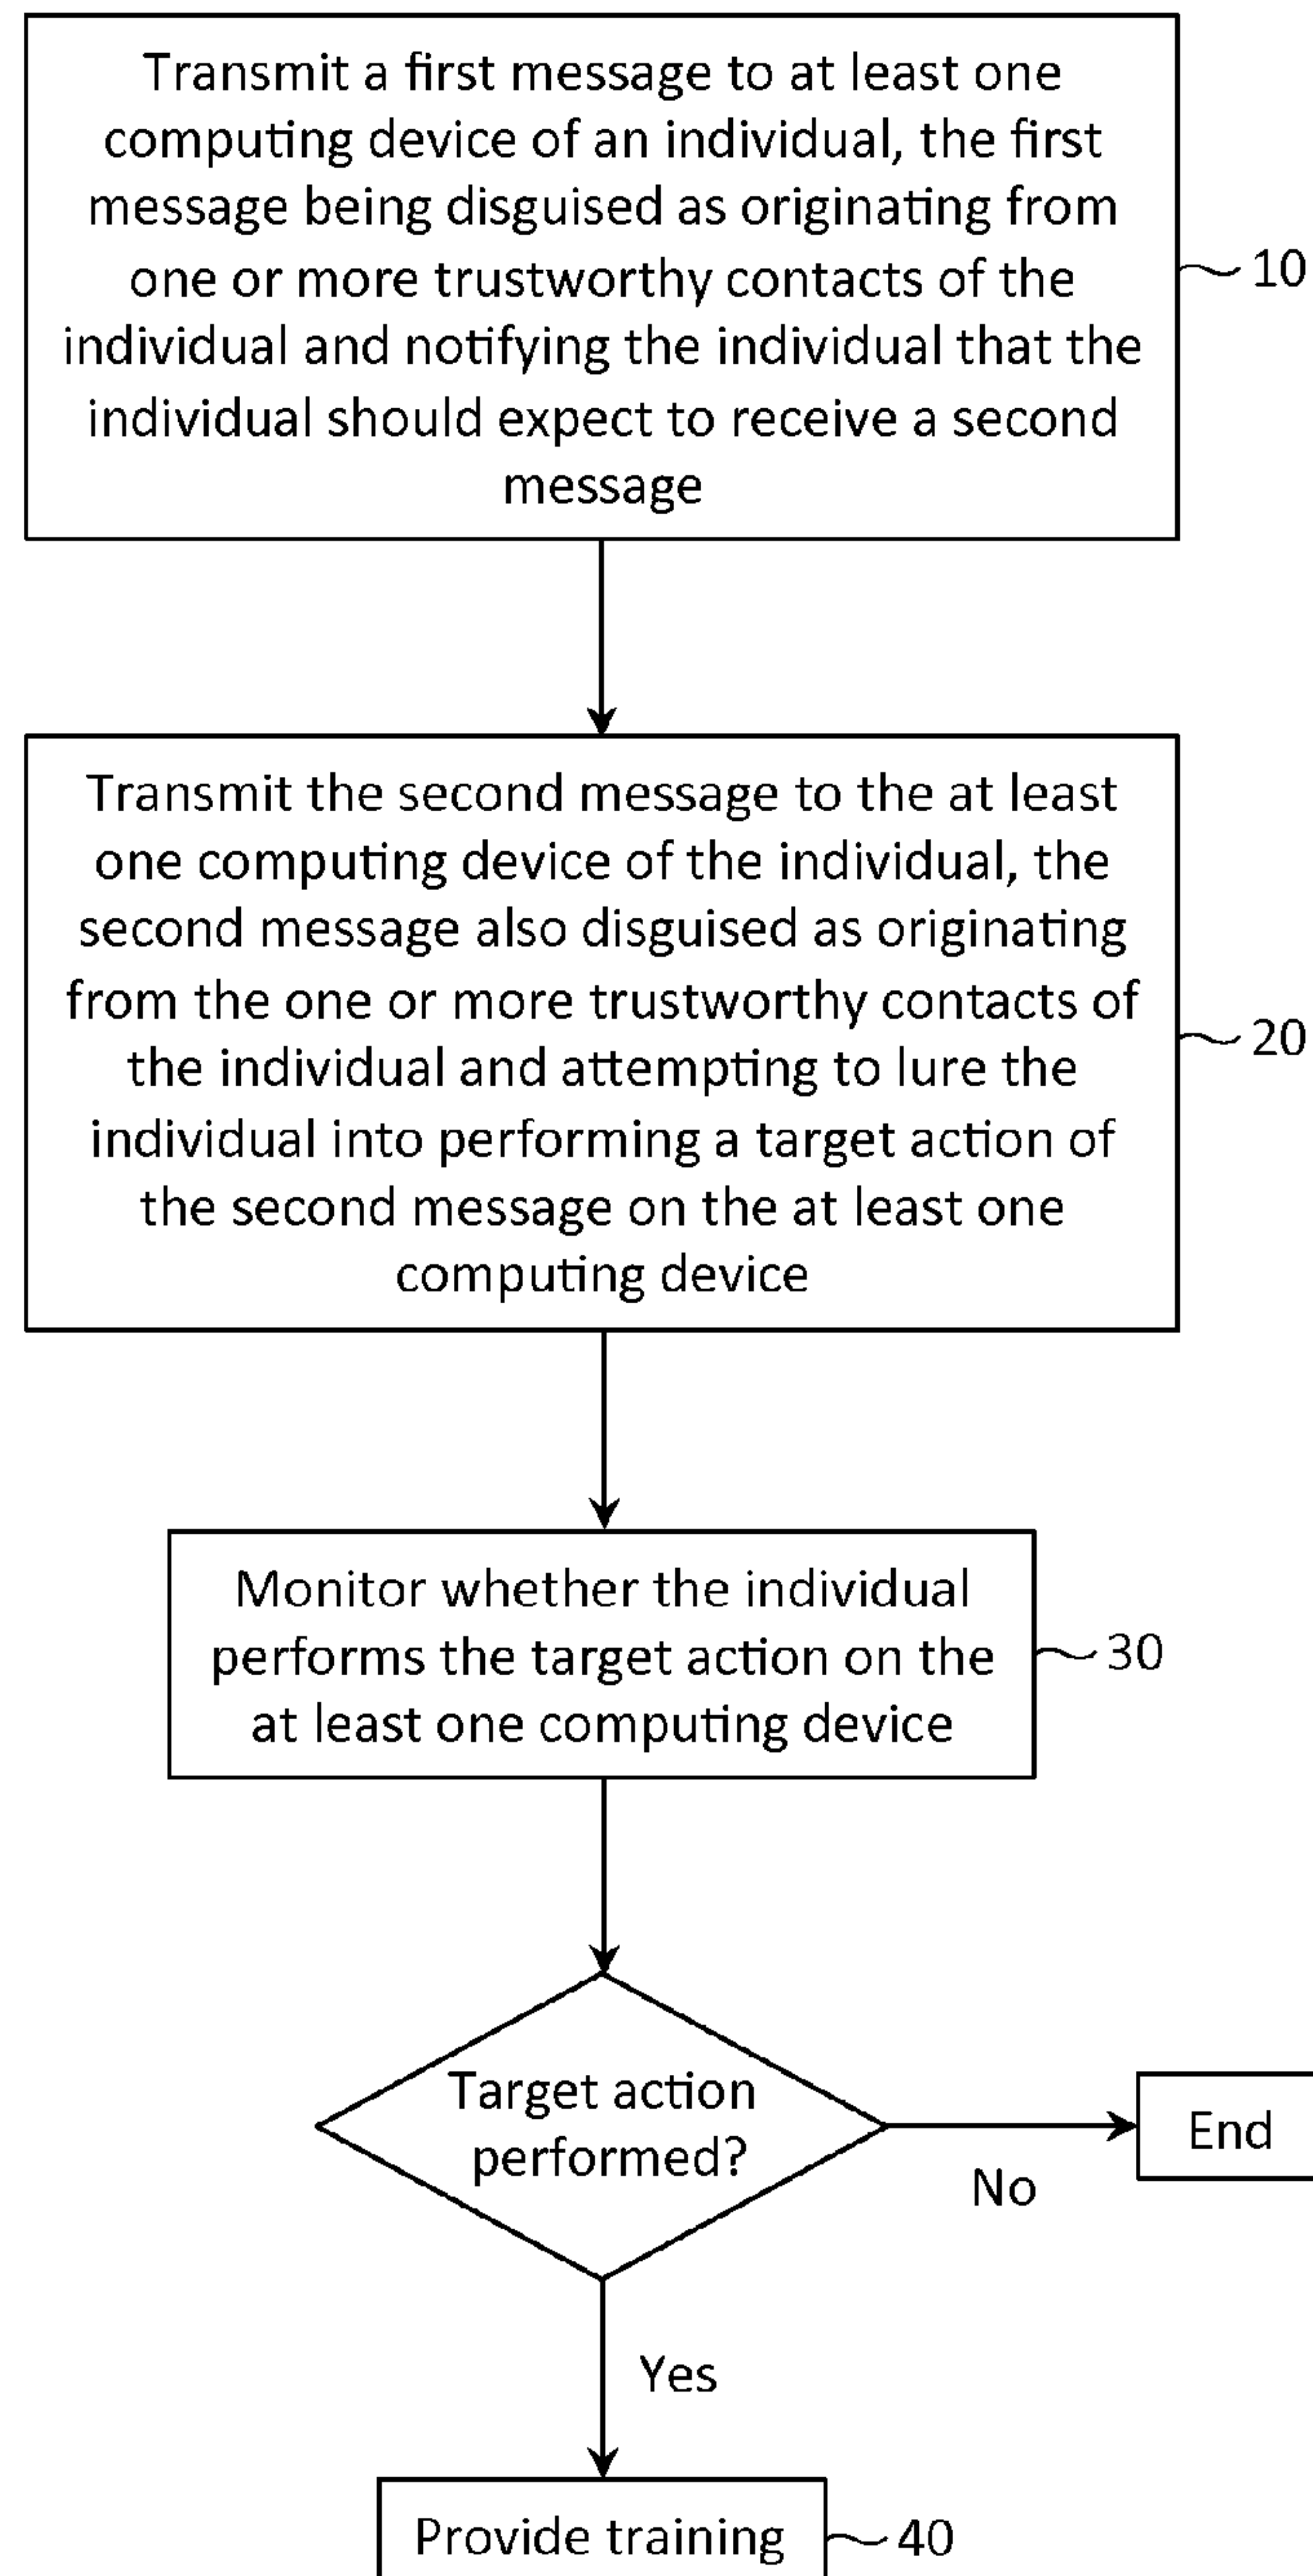 Transmit a first message to at least one
computing device of an individual, the first
message being disguised as originating from
one or more trustworthy contacts of the
individual and notifying the individual that the
individual should expect to receive a second
message
10
Transmit the second message to the at least
one computing device of the individual, the
second message also disguised as originating
from the one or more trustworthy contacts of
the individual and attempting to lure the
individual into performing a target action of
the second message on the at least one
computing device
20
Monitor whether the individual
performs the target action on the
at least one computing device
30
Target action
performed?
No
End
Yes
Provide training
40